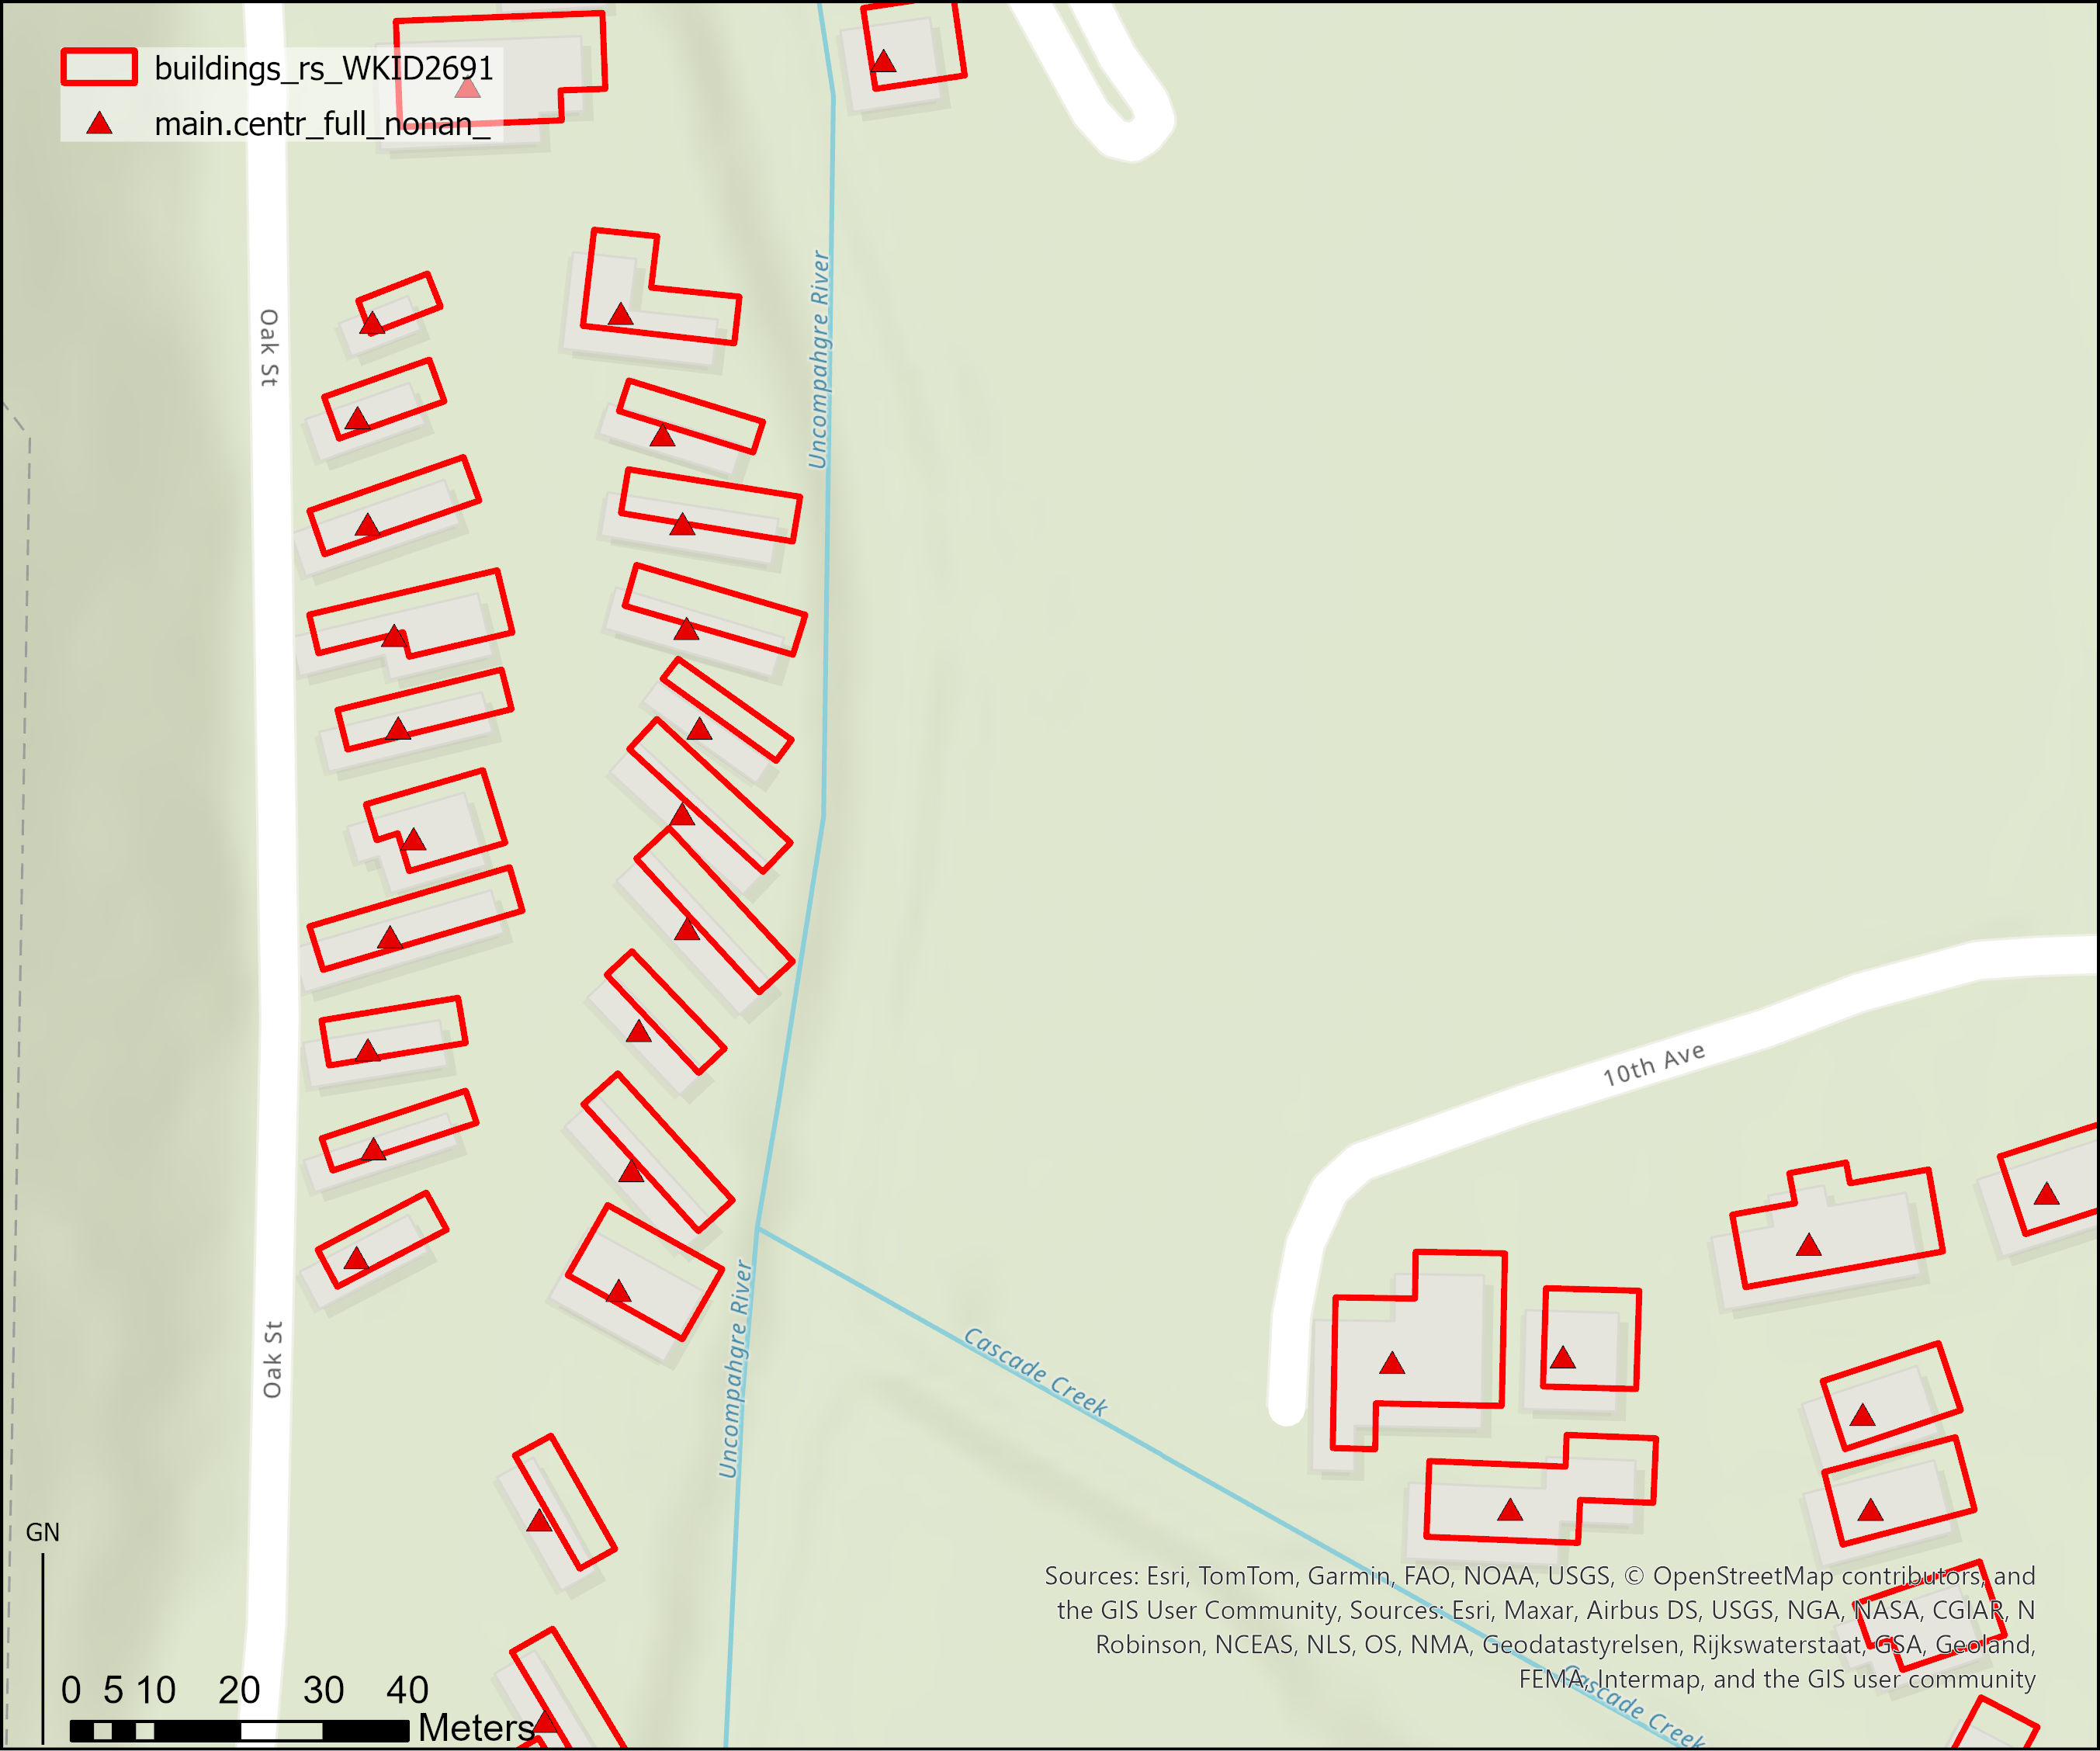 buildings_rs_WKID2691
main.centr_full_nonan_
Oak St
Uncompahgre River
10th Ave
Oak St
Uncompahgre River
Cascade Creek
GN
Sources: Esri, TomTom, Garmin, FAO, NOAA, USGS, © OpenStreetMap contributors, and
the GIS User Community, Sources: Esri, Maxar, Airbus DS, USGS, NGA, NASA, CGIAR, N
Robinson, NCEAS, NLS, OS, NMA, Geodatastyrelsen, Rijkswaterstaat, GSA, Geoland,
FEMA, Intermap, and the GIS user community
Cascade Creek
0 5 10 20 30 40
Meters